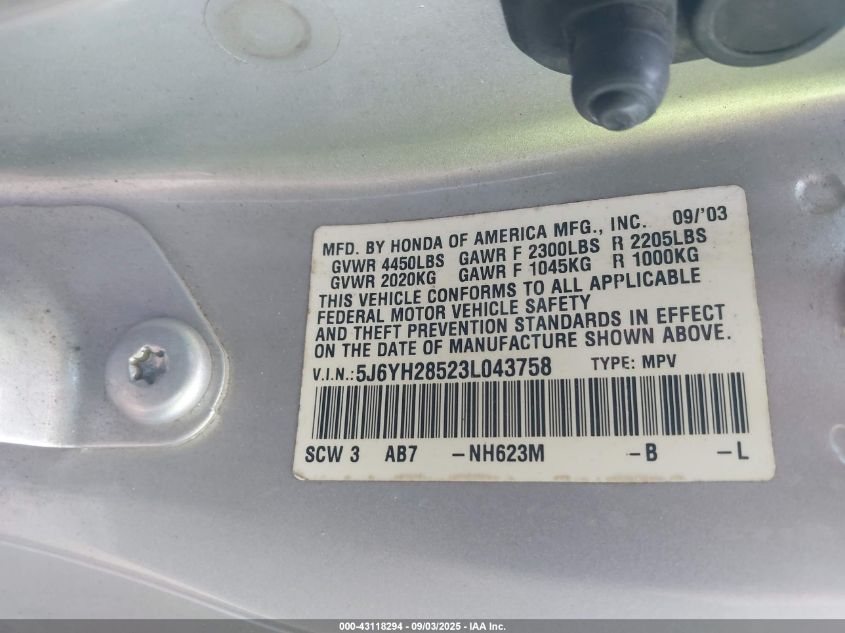 MFD. BY HONDA OF AMERICA MFG., INC. 09/'03
GVWR 4450LBS GAWR F 2300LBS R 2205LBS
GVWR 2020KG GAWR F 1045KG R 1000KG
THIS VEHICLE CONFORMS TO ALL APPLICABLE
FEDERAL MOTOR VEHICLE SAFETY
AND THEFT PREVENTION STANDARDS IN EFFECT
ON THE DATE OF MANUFACTURE SHOWN ABOVE.
V.I.N.: 5J6YH28523L043758 TYPE: MPV
SCW 3 AB7 -NH623M -B -L
000-43118294 - 09/03/2025 - IAA Inc.